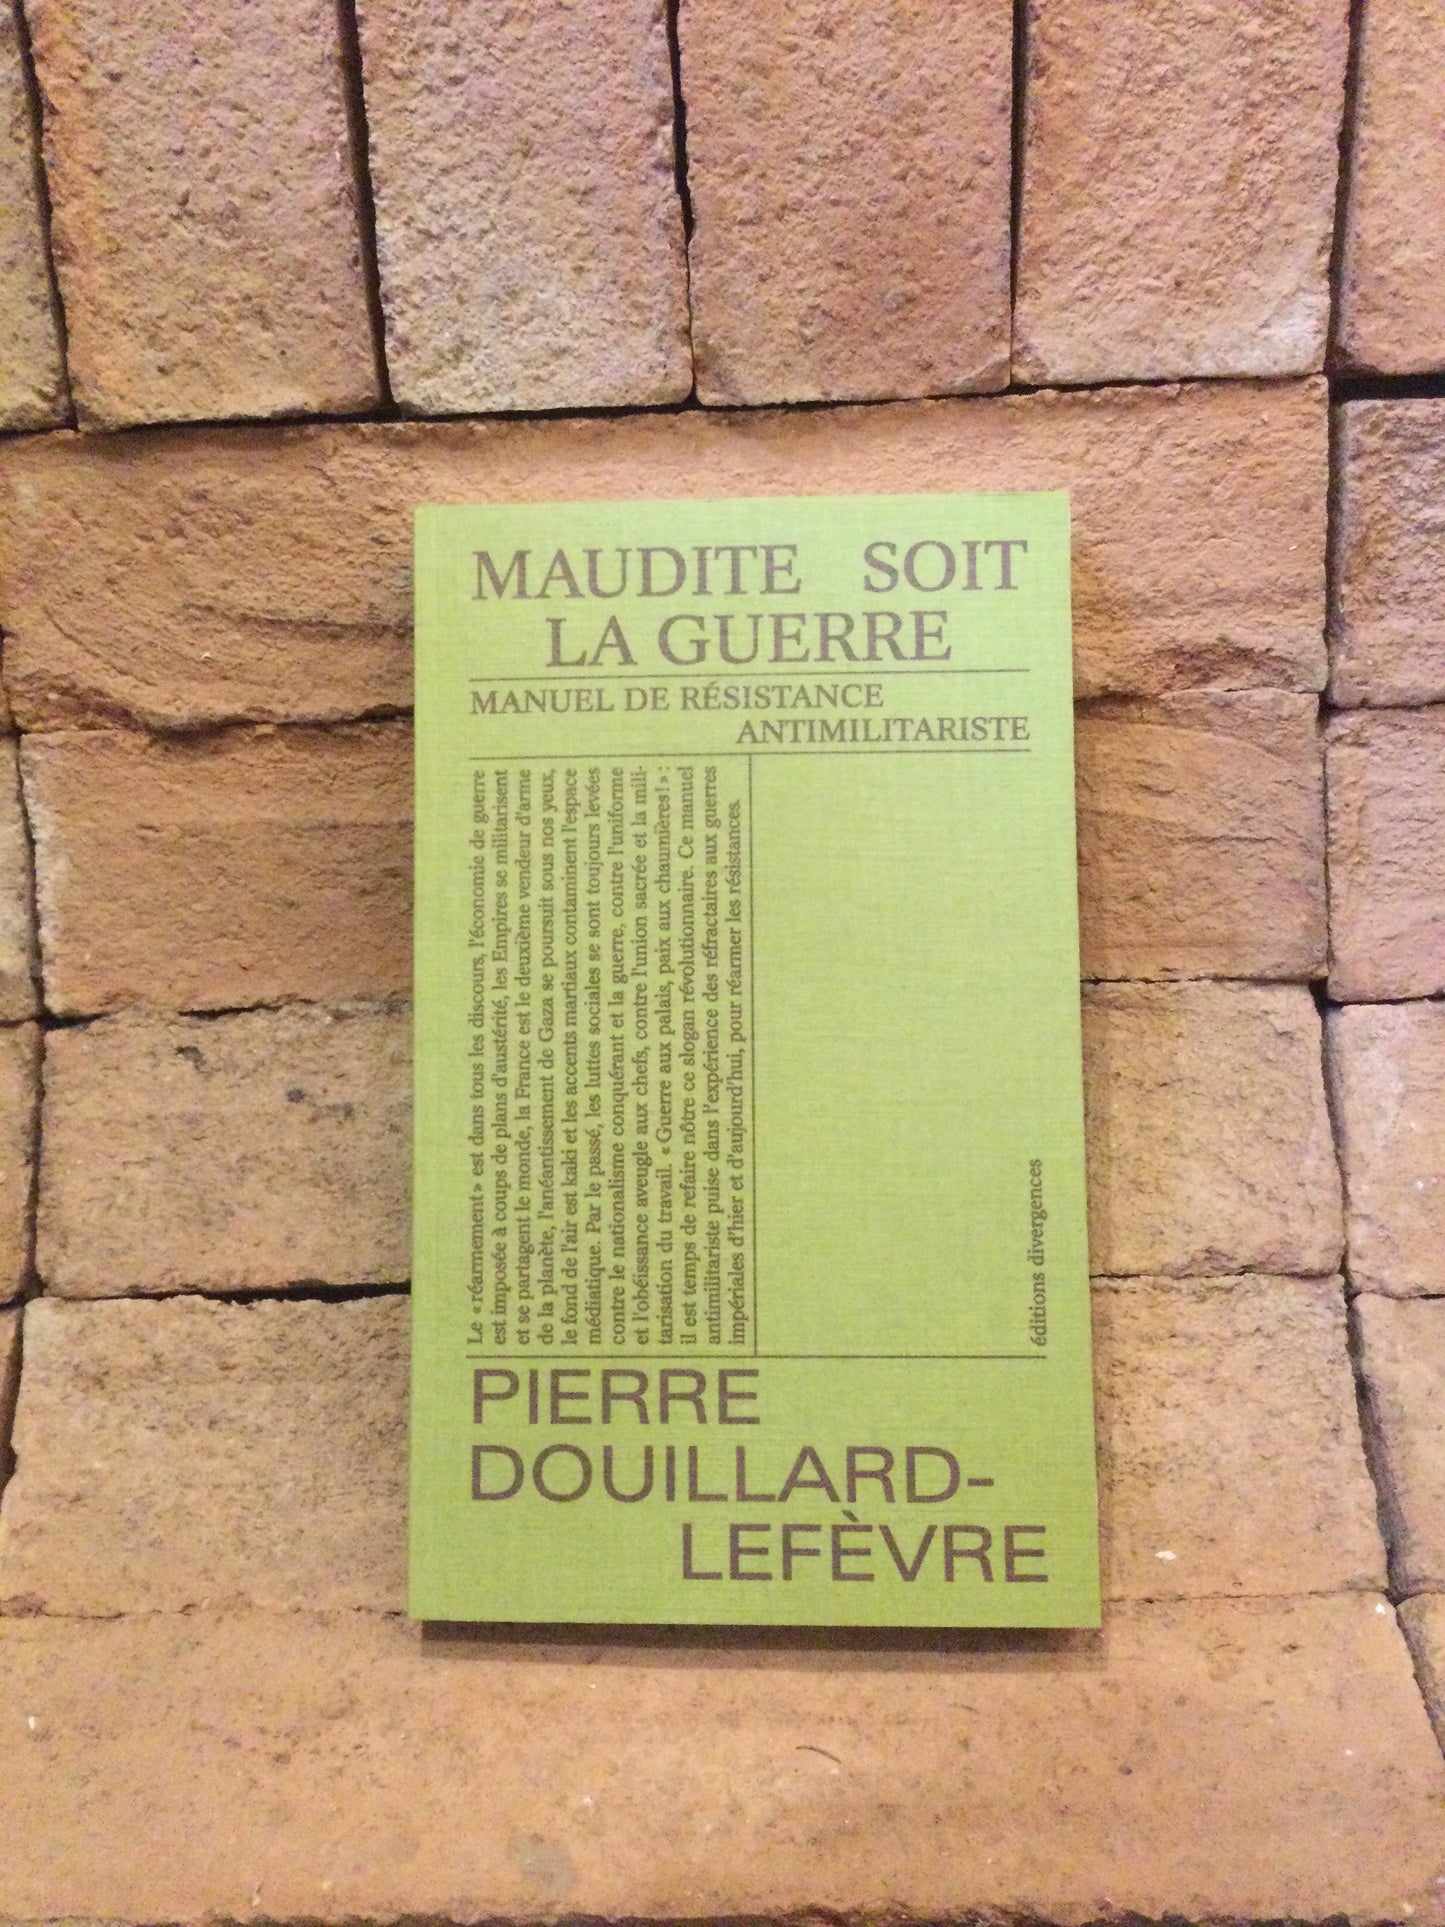 MAUDITE SOIT
LA GUERRE
MANUEL DE RÉSISTANCE
ANTIMILITARISTE
Le « réarmement » est dans tous les discours, l'économie de guerre
est imposée à coups de plans d'austérité, les Empires se militarisent
et se partagent le monde, la France est le deuxième vendeur d'arme
de la planète, l'anéantissement de Gaza se poursuit sous nos yeux,
le fond de l'air est kaki et les accents martiaux contaminent l'espace
médiatique. Par le passé, les luttes sociales se sont toujours levées
contre le nationalisme conquérant et la guerre, contre l'uniforme
et l'obéissance aveugle aux chefs, contre l'union sacrée et la mili-
tarisation du travail. « Guerre aux palais, paix aux chaumières ! » :
il est temps de refaire nôtre ce slogan révolutionnaire. Ce manuel
antimilitariste puise dans l'expérience des réfractaires aux guerres
impériales d'hier et d'aujourd'hui, pour réarmer les résistances.
éditions divergences
PIERRE
DOUILLARD-
LEFÈVRE